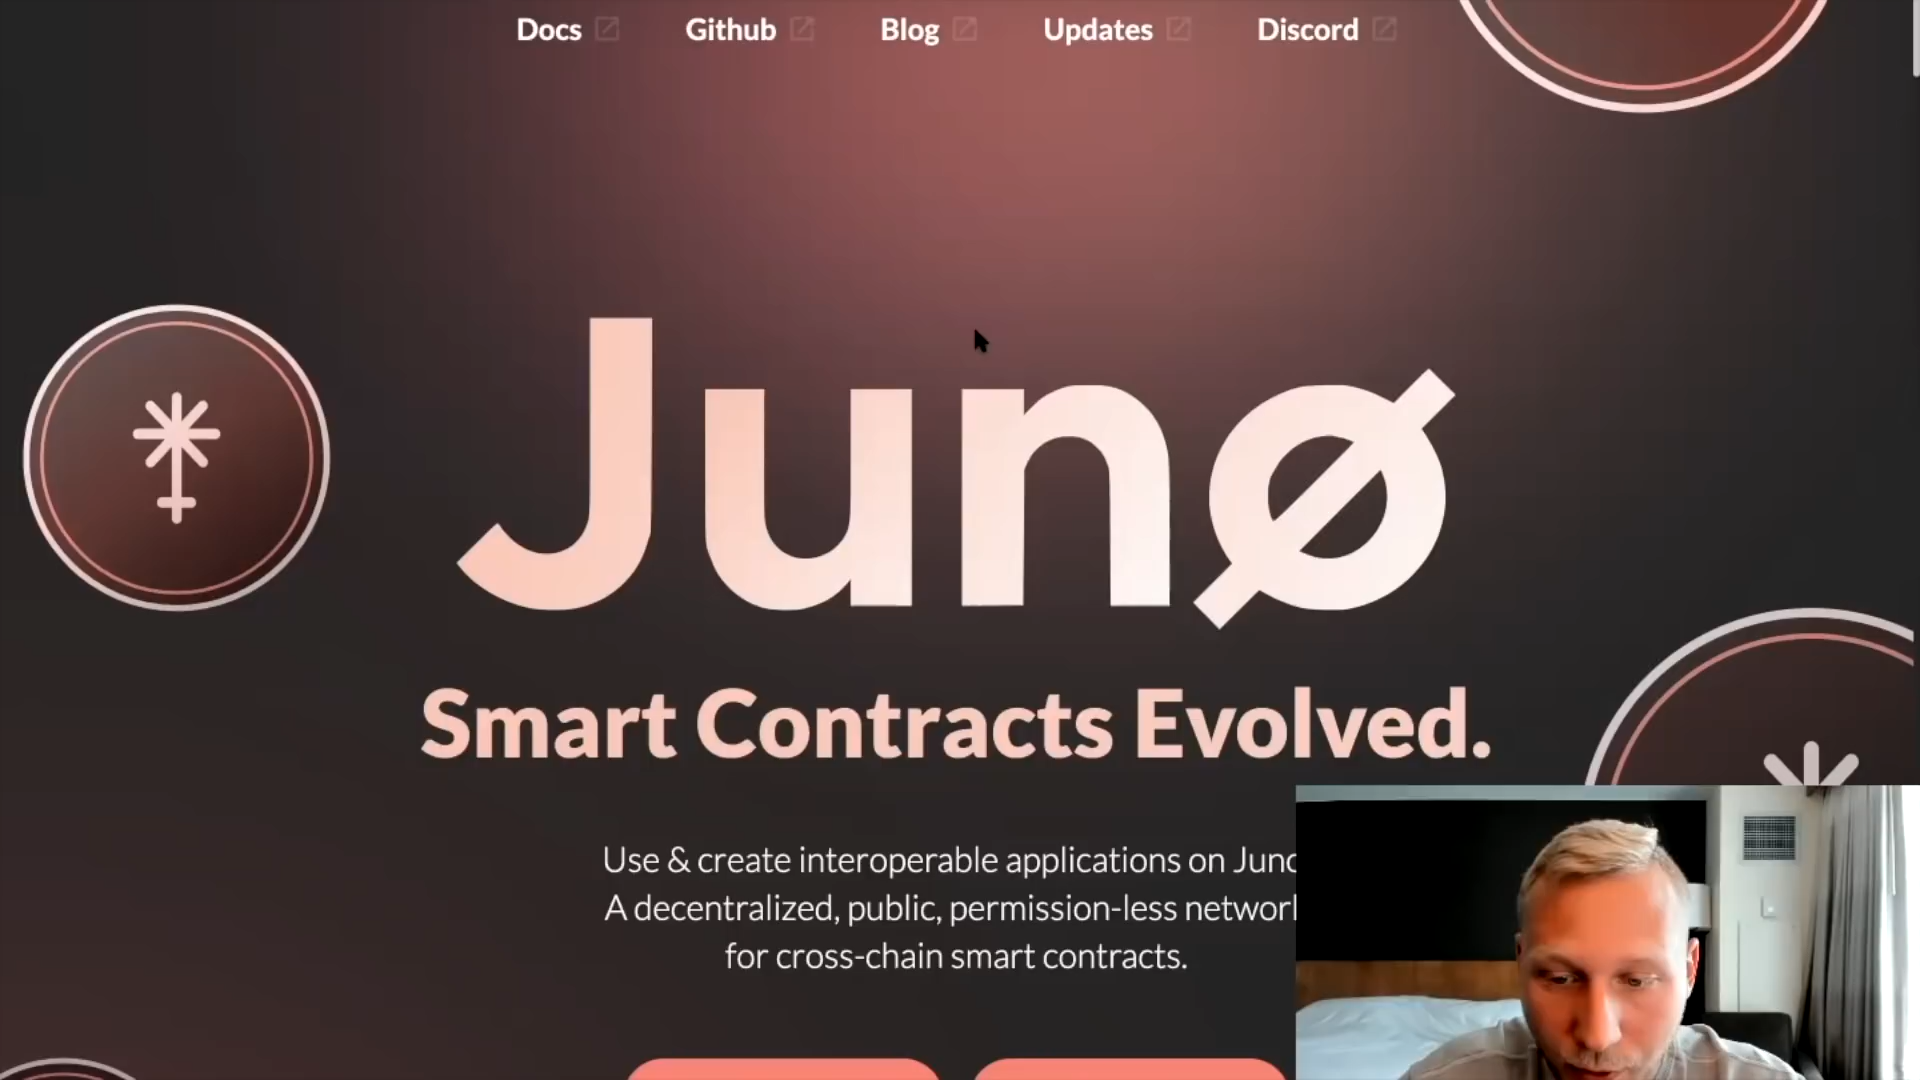 Docs Github Blog Updates Discord
Junø
Smart Contracts Evolved.
Use & create interoperable applications on Juno
A decentralized, public, permission-less network
for cross-chain smart contracts.